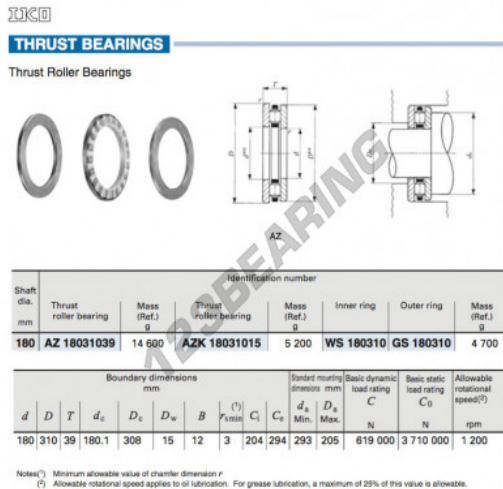 IKO
THRUST BEARINGS
Thrust Roller Bearings
T
r
r
D
d
d
D
D
d
AZ
123BEARING
Shaft dia. mm
Identification number
Thrust roller bearing
Mass (Ref.) g
Thrust roller bearing
Mass (Ref.) g
Inner ring
Outer ring
Mass (Ref.) g
180 AZ 18031039 14 600 AZK 18031015 5 200 WS 180310 GS 180310 4 700
Boundary dimensions mm
Standard mounting dimensions mm
Basic dynamic load rating C N
Basic static load rating C0 N
Allowable rotational speed(2) rpm
d D T dc Dc Dw B rs min(1) Ci Ce da Min. Da Max.
180 310 39 180.1 308 15 12 3 204 294 293 205 619 000 3 710 000 1 200
Notes(1) Minimum allowable value of chamfer dimension r
(2) Allowable rotational speed applies to oil lubrication. For grease lubrication, a maximum of 25% of this value is allowable.